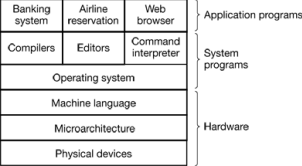 Banking system
Airline reservation
Web browser
Application programs
Compilers
Editors
Command interpreter
System programs
Operating system
Machine language
Microarchitecture
Hardware
Physical devices